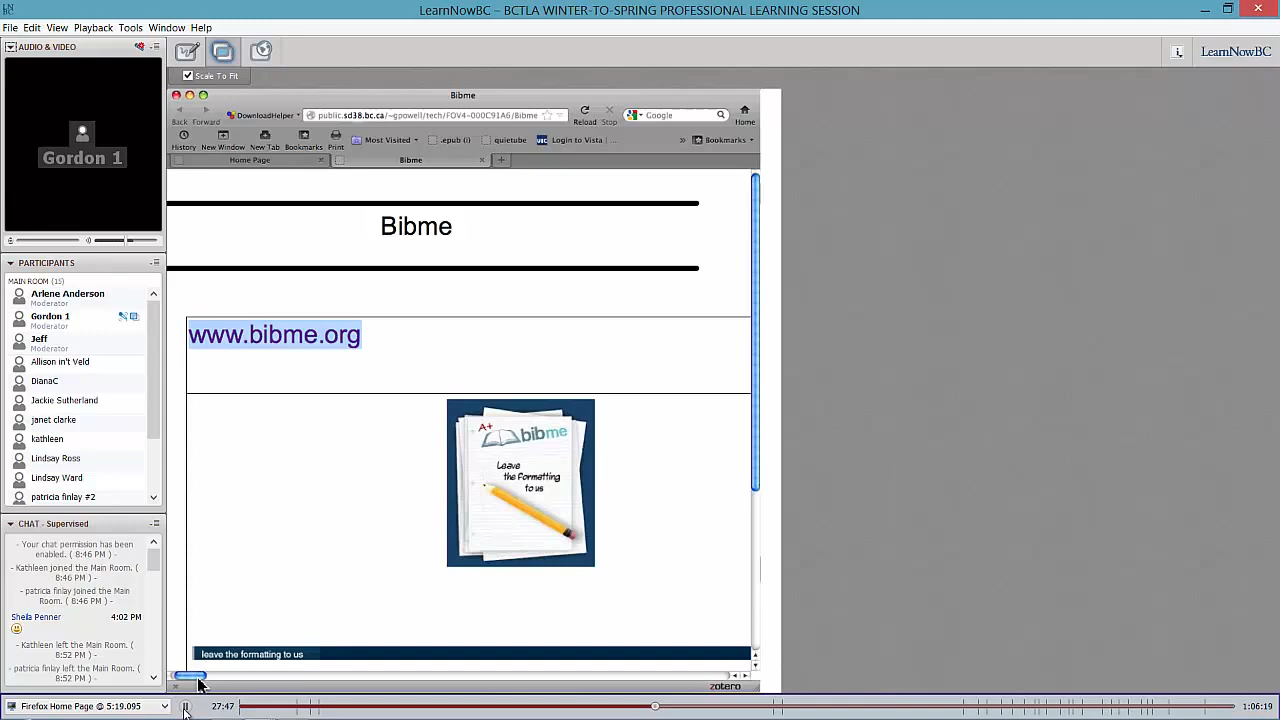 LN
BC
LearnNowBC – BCTLA WINTER-TO-SPRING PROFESSIONAL LEARNING SESSION
File Edit View Playback Tools Window Help
AUDIO & VIDEO
Gordon 1
PARTICIPANTS
MAIN ROOM (15)
Arlene Anderson
Moderator
Gordon 1
Moderator
Jeff
Moderator
Allison in't Veld
DianaC
Jackie Sutherland
janet clarke
kathleen
Lindsay Ross
Lindsay Ward
patricia finlay #2
CHAT - Supervised
- Your chat permission has been
enabled. ( 8:46 PM ) -
- Kathleen joined the Main Room. (
8:46 PM ) -
- patricia finlay joined the Main
Room. ( 8:46 PM ) -
Sheila Penner 4:02 PM
- Kathleen left the Main Room. (
8:52 PM ) -
- patricia finlay left the Main Room. (
8:52 PM ) -
Scale To Fit
LearnNowBC
Bibme
Back Forward
DownloadHelper
public.sd38.bc.ca/~gpowell/tech/FOV4-000C91A6/Bibme
Reload Stop
Google
Home
History New Window New Tab Bookmarks Print
Most Visited
.epub (i)
quietube
UBC
Login to Vista | ...
»
Bookmarks
Home Page
Bibme
Bibme
www.bibme.org
A+
bibme
Leave
the Formatting
to us
leave the formatting to us
zotero
Firefox Home Page @ 5:19.095
27:47
1:06:19